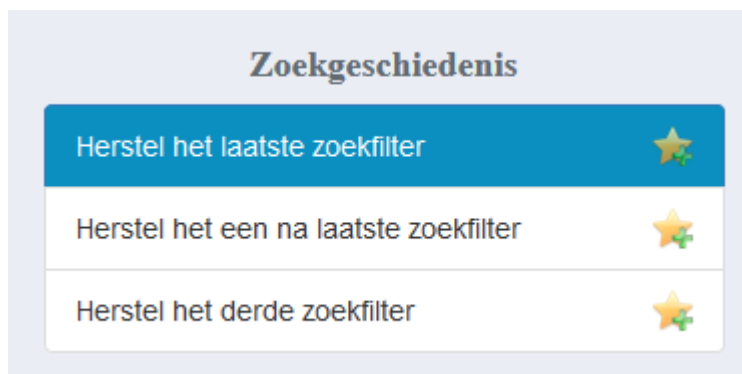 Zoekgeschiedenis
Herstel het laatste zoekfilter
Herstel het een na laatste zoekfilter
Herstel het derde zoekfilter